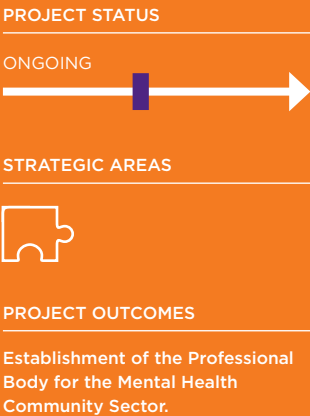 PROJECT STATUS
ONGOING
STRATEGIC AREAS
PROJECT OUTCOMES
Establishment of the Professional
Body for the Mental Health
Community Sector.